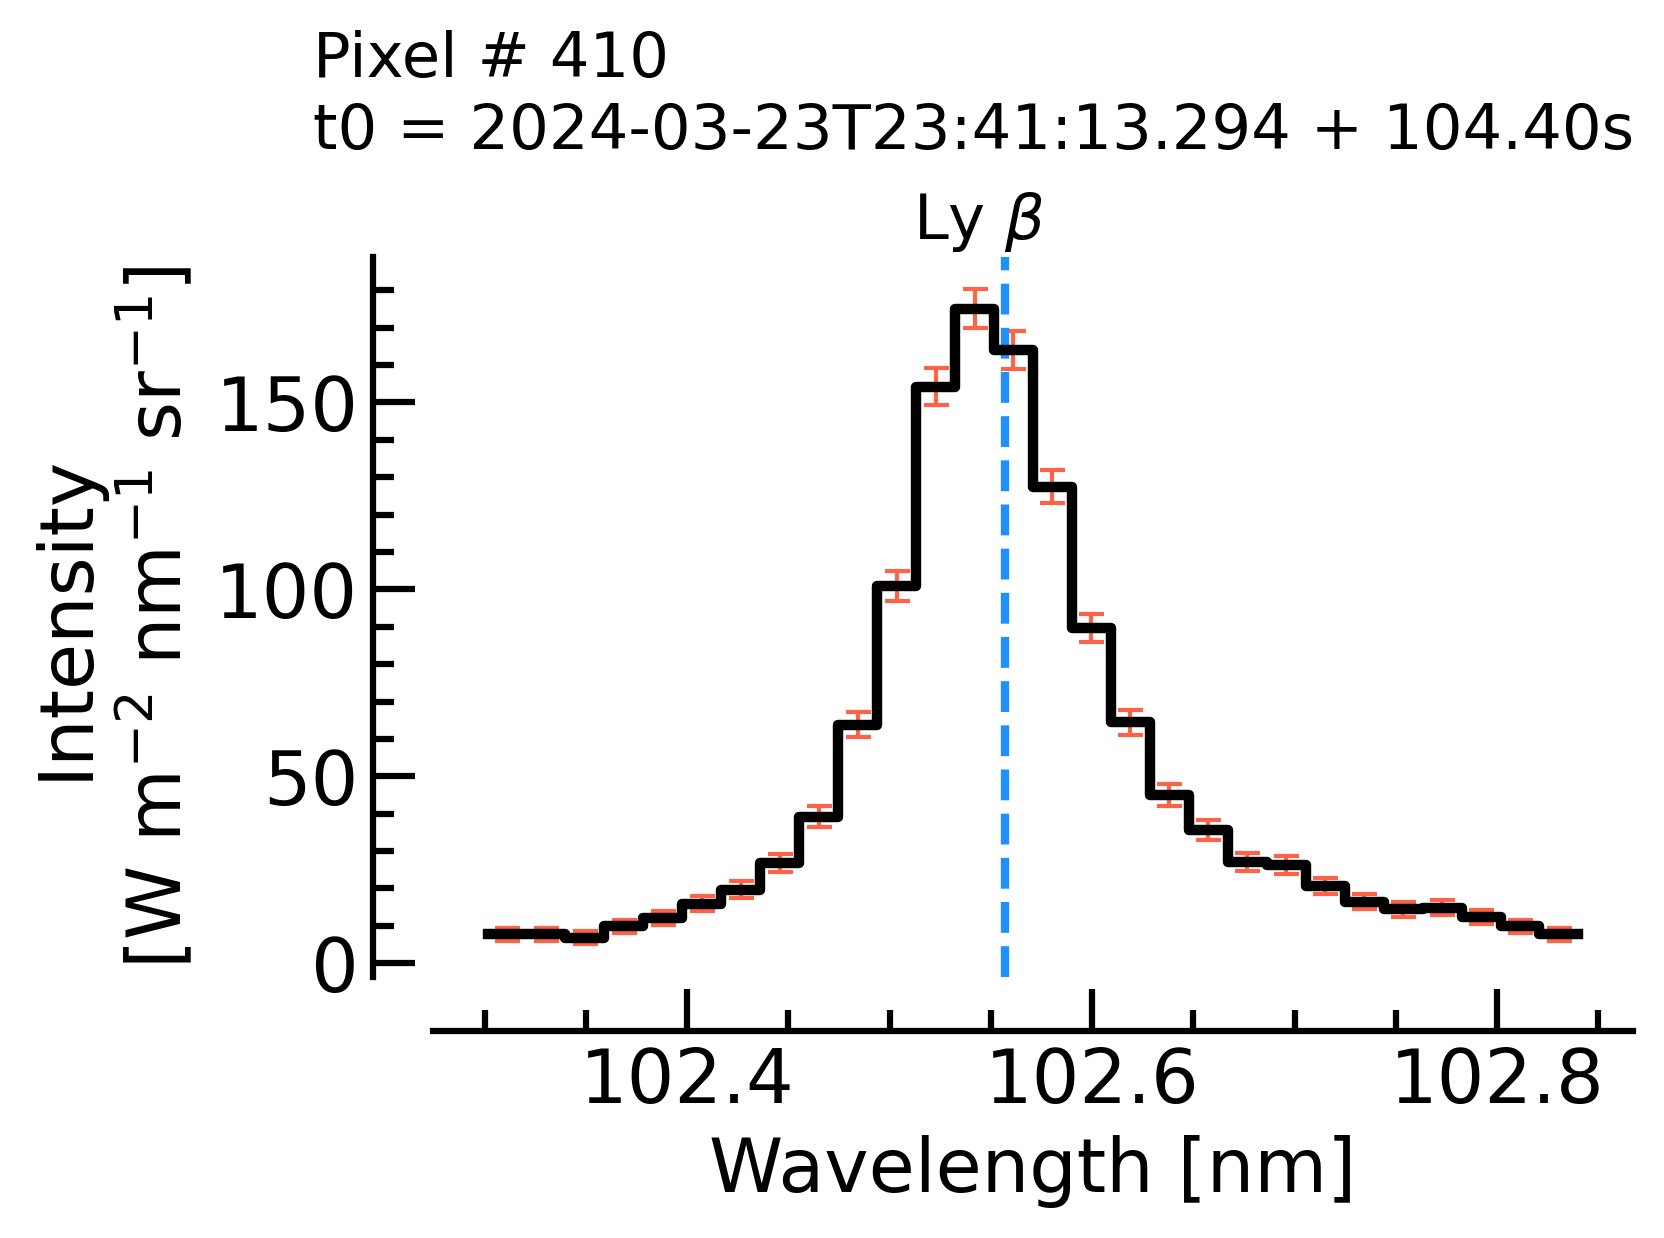 Pixel # 410
t0 = 2024-03-23T23:41:13.294 + 104.40s
Ly β
Intensity
[W m⁻² nm⁻¹ sr⁻¹]
150
100
50
0
102.4 102.6 102.8
Wavelength [nm]